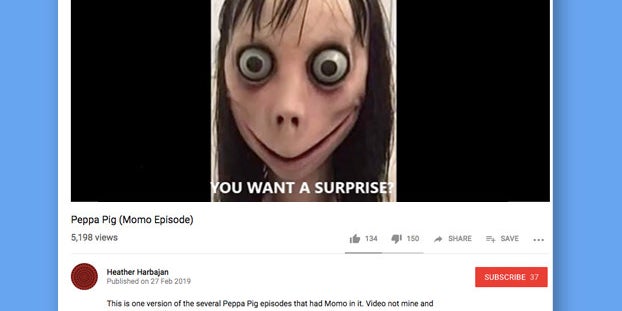 YOU WANT A SURPRISE?
Peppa Pig (Momo Episode)
5,198 views
134 150 SHARE SAVE
Heather Harbajan
Published on 27 Feb 2019
SUBSCRIBE 37
This is one version of the several Peppa Pig episodes that had Momo in it. Video not mine and